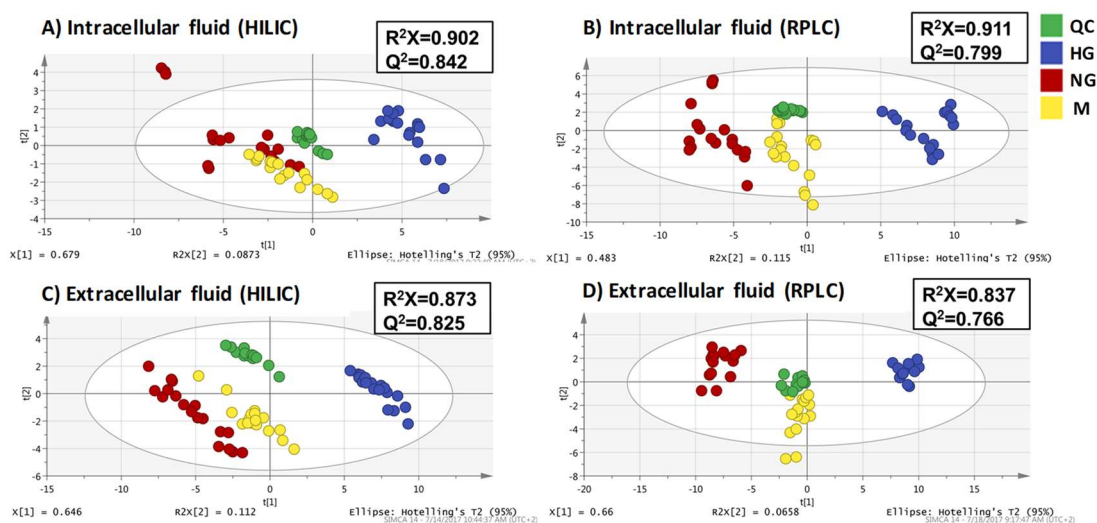 A) Intracellular fluid (HILIC)
R²X=0.902
Q²=0.842
t[2]
4
3
2
1
0
-1
-2
-3
-4
-15
-10
-5
0
5
t[1]
x[1] = 0.679
R2X[2] = 0.0873
Ellipse: Hotelling's T2 (95%)
B) Intracellular fluid (RPLC)
R²X=0.911
Q²=0.799
t[2]
6
4
2
0
-2
-4
-6
-8
-10
-15
-10
-5
0
5
10
t[1]
x[1] = 0.483
R2X[2] = 0.115
Ellipse: Hotelling's T2 (95%)
QC
HG
NG
M
C) Extracellular fluid (HILIC)
R²X=0.873
Q²=0.825
t[2]
4
2
0
-2
-4
-6
-15
-10
-5
0
5
10
t[1]
x[1] = 0.646
R2X[2] = 0.112
Ellipse: Hotelling's T2 (95%)
SIMCA 14 - 7/14/2017 10:44:37 AM (UTC+2)
D) Extracellular fluid (RPLC)
R²X=0.837
Q²=0.766
t[2]
6
4
2
0
-2
-4
-6
-8
-20
-15
-10
-5
0
5
10
15
20
t[1]
x[1] = 0.66
R2X[2] = 0.0658
Ellipse: Hotelling's T2 (95%)
SIMCA 14 - 7/18/2017 9:17:47 AM (UTC+2)